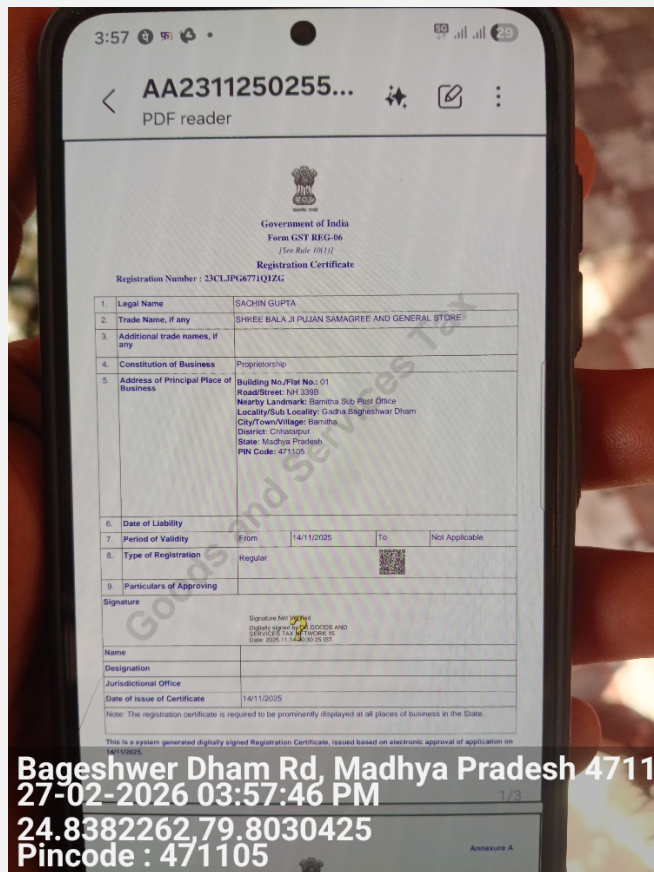 3:57
5G
29
AA2311250255...
PDF reader
Government of India
Form GST REG-06
[See Rule 10(1)]
Registration Certificate
Registration Number : 23CLJPG6771Q1ZG
1. Legal Name SACHIN GUPTA
2. Trade Name, if any SHREE BALA JI PUJAN SAMAGREE AND GENERAL STORE
3. Additional trade names, if any
4. Constitution of Business Proprietorship
5. Address of Principal Place of Business
Building No./Flat No.: 01
Road/Street: NH 339B
Nearby Landmark: Bamitha Sub Post Office
Locality/Sub Locality: Gadha Bagheshwar Dham
City/Town/Village: Bamitha
District: Chhatarpur
State: Madhya Pradesh
PIN Code: 471105
6. Date of Liability
7. Period of Validity From 14/11/2025 To Not Applicable
8. Type of Registration Regular
9. Particulars of Approving
Goods and Services Tax
Signature
Signature Not Verified
Digitally signed by DS GOODS AND
SERVICES TAX NETWORK
Name
Designation
Jurisdictional Office
Date of issue of Certificate 14/11/2025
Note: The registration certificate is required to be prominently displayed at all places of business in the State.
This is a system generated digitally signed Registration Certificate, issued based on electronic approval of application on
14/11/2025
1/3
Annexure A
Bageshwer Dham Rd, Madhya Pradesh 4711
27-02-2026 03:57:46 PM
24.8382262,79.8030425
Pincode : 471105